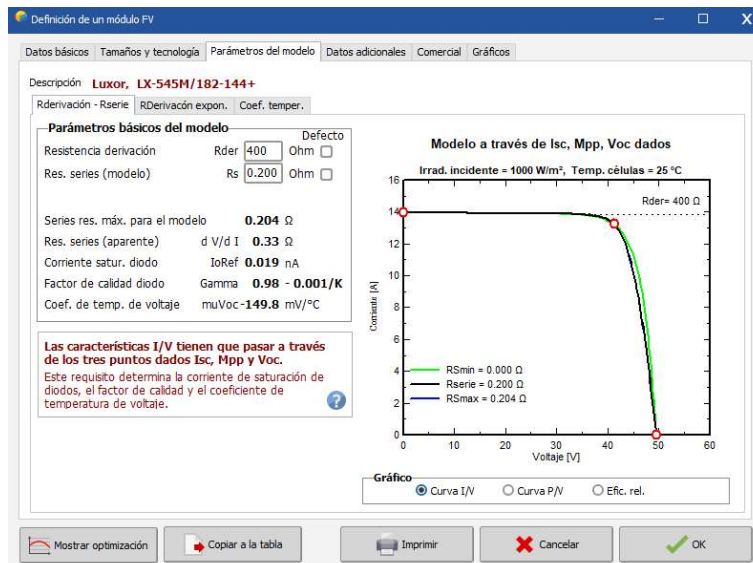 Definición de un módulo FV
Datos básicos Tamaños y tecnología Parámetros del modelo Datos adicionales Comercial Gráficos
Descripción Luxor, LX-545M/182-144+
Rderivación - Rserie RDerivacón expon. Coef. temper.
Parámetros básicos del modelo
Defecto
Resistencia derivación Rder 400 Ohm
Res. series (modelo) Rs 0.200 Ohm
Series res. máx. para el modelo 0.204 Ω
Res. series (aparente) d V/d I 0.33 Ω
Corriente satur. diodo IoRef 0.019 nA
Factor de calidad diodo Gamma 0.98 - 0.001/K
Coef. de temp. de voltaje muVoc -149.8 mV/°C
Las características I/V tienen que pasar a través
de los tres puntos dados Isc, Mpp y Voc.
Este requisito determina la corriente de saturación de
diodos, el factor de calidad y el coeficiente de
temperatura de voltaje.
?
Modelo a través de Isc, Mpp, Voc dados
Irrad. incidente = 1000 W/m², Temp. células = 25 °C
Rder= 400 Ω
16
14
12
10
8
6
4
2
0
Corriente [A]
RSmin = 0.000 Ω
Rserie = 0.200 Ω
RSmax = 0.204 Ω
0 10 20 30 40 50 60
Voltaje [V]
Gráfico
Curva I/V Curva P/V Efic. rel.
Mostrar optimización Copiar a la tabla Imprimir Cancelar OK